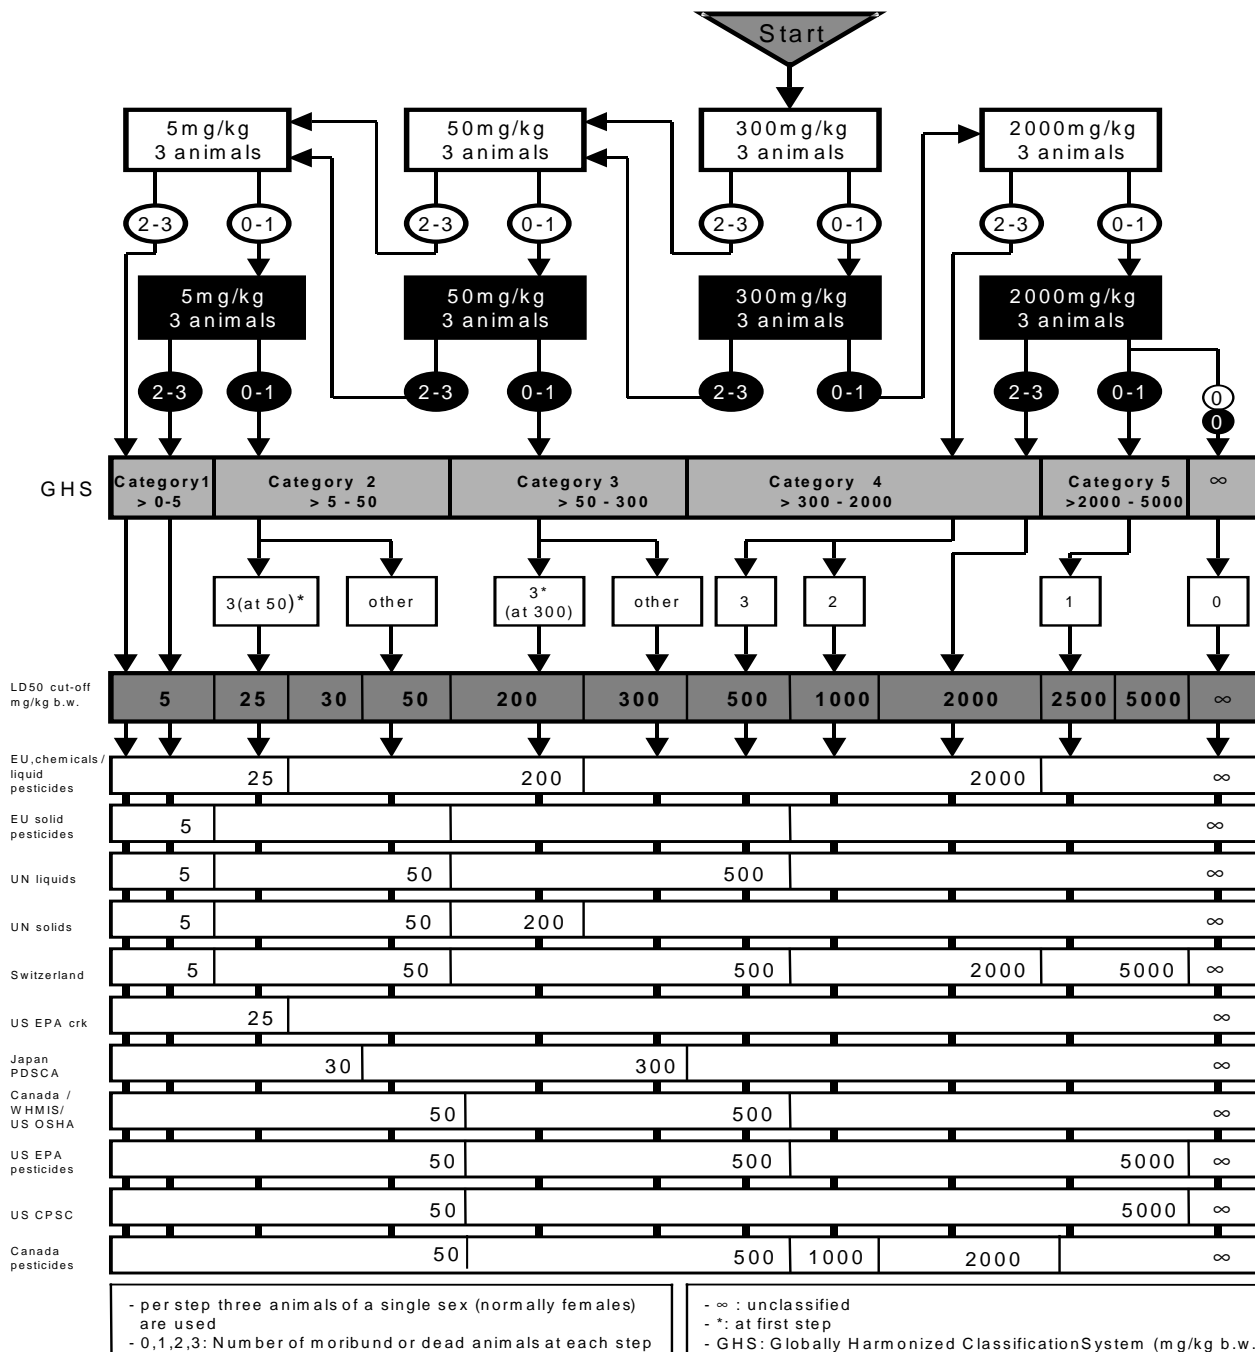 Start
5mg/kg
3 animals
50mg/kg
3 animals
300mg/kg
3 animals
2000mg/kg
3 animals
2-3
0-1
2-3
0-1
2-3
0-1
2-3
0-1
5mg/kg
3 animals
50mg/kg
3 animals
300mg/kg
3 animals
2000mg/kg
3 animals
2-3
0-1
2-3
0-1
2-3
0-1
2-3
0-1
0
0
GHS
Category1
> 0-5
Category 2
> 5 - 50
Category 3
> 50 - 300
Category 4
> 300 - 2000
Category 5
>2000 - 5000
∞
3(at 50)*
other
3*
(at 300)
other
3
2
1
0
LD50 cut-off
mg/kg b.w.
5 25 30 50 200 300 500 1000 2000 2500 5000 ∞
EU,chemicals/
liquid
pesticides
25 200 2000 ∞
EU solid
pesticides
5 ∞
UN liquids
5 50 500 ∞
UN solids
5 50 200 ∞
Switzerland
5 50 500 2000 5000 ∞
US EPA crk
25 ∞
Japan
PDSCA
30 300 ∞
Canada /
WHMIS/
US OSHA
50 500 ∞
US EPA
pesticides
50 500 5000 ∞
US CPSC
50 5000 ∞
Canada
pesticides
50 500 1000 2000 ∞
- per step three animals of a single sex (normally females)
are used
- 0,1,2,3: Number of moribund or dead animals at each step
- ∞ : unclassified
- *: at first step
- GHS: Globally Harmonized ClassificationSystem (mg/kg b.w.